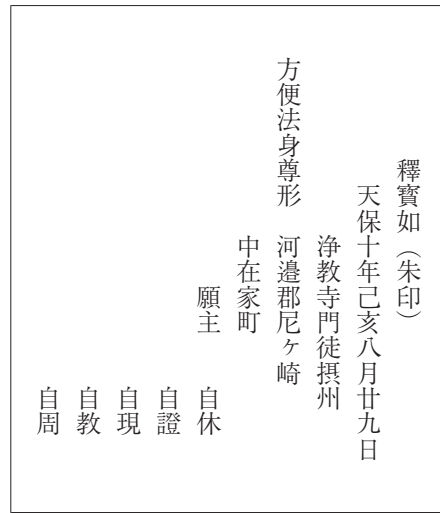 釋寳如（朱印）
天保十年己亥八月廿九日
浄教寺門徒摂州
方便法身尊形　河邉郡尼ヶ崎
中在家町
願主　自休
自證
自現
自教
自周